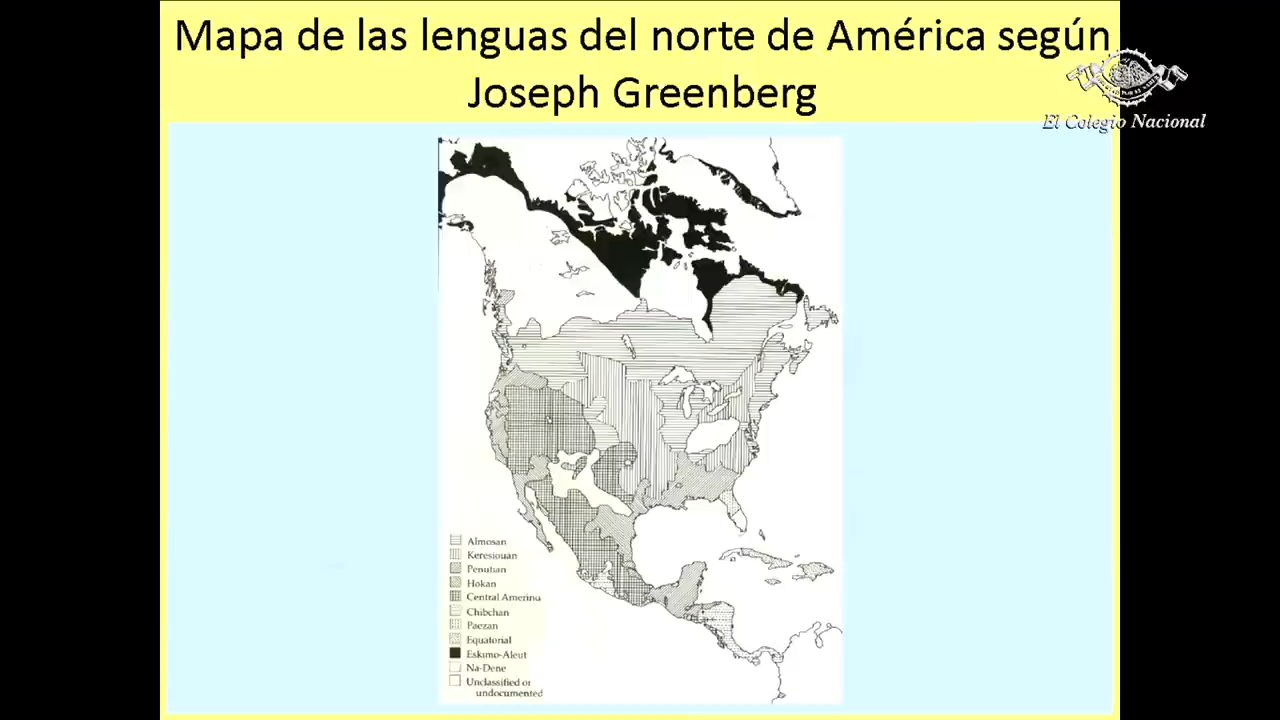 Mapa de las lenguas del norte de América según
Joseph Greenberg
El Colegio Nacional
Almosan
Keresiouan
Penutian
Hokan
Central Amerind
Chibchan
Paezan
Equatorial
Eskimo-Aleut
Na-Dene
Unclassified or
undocumented